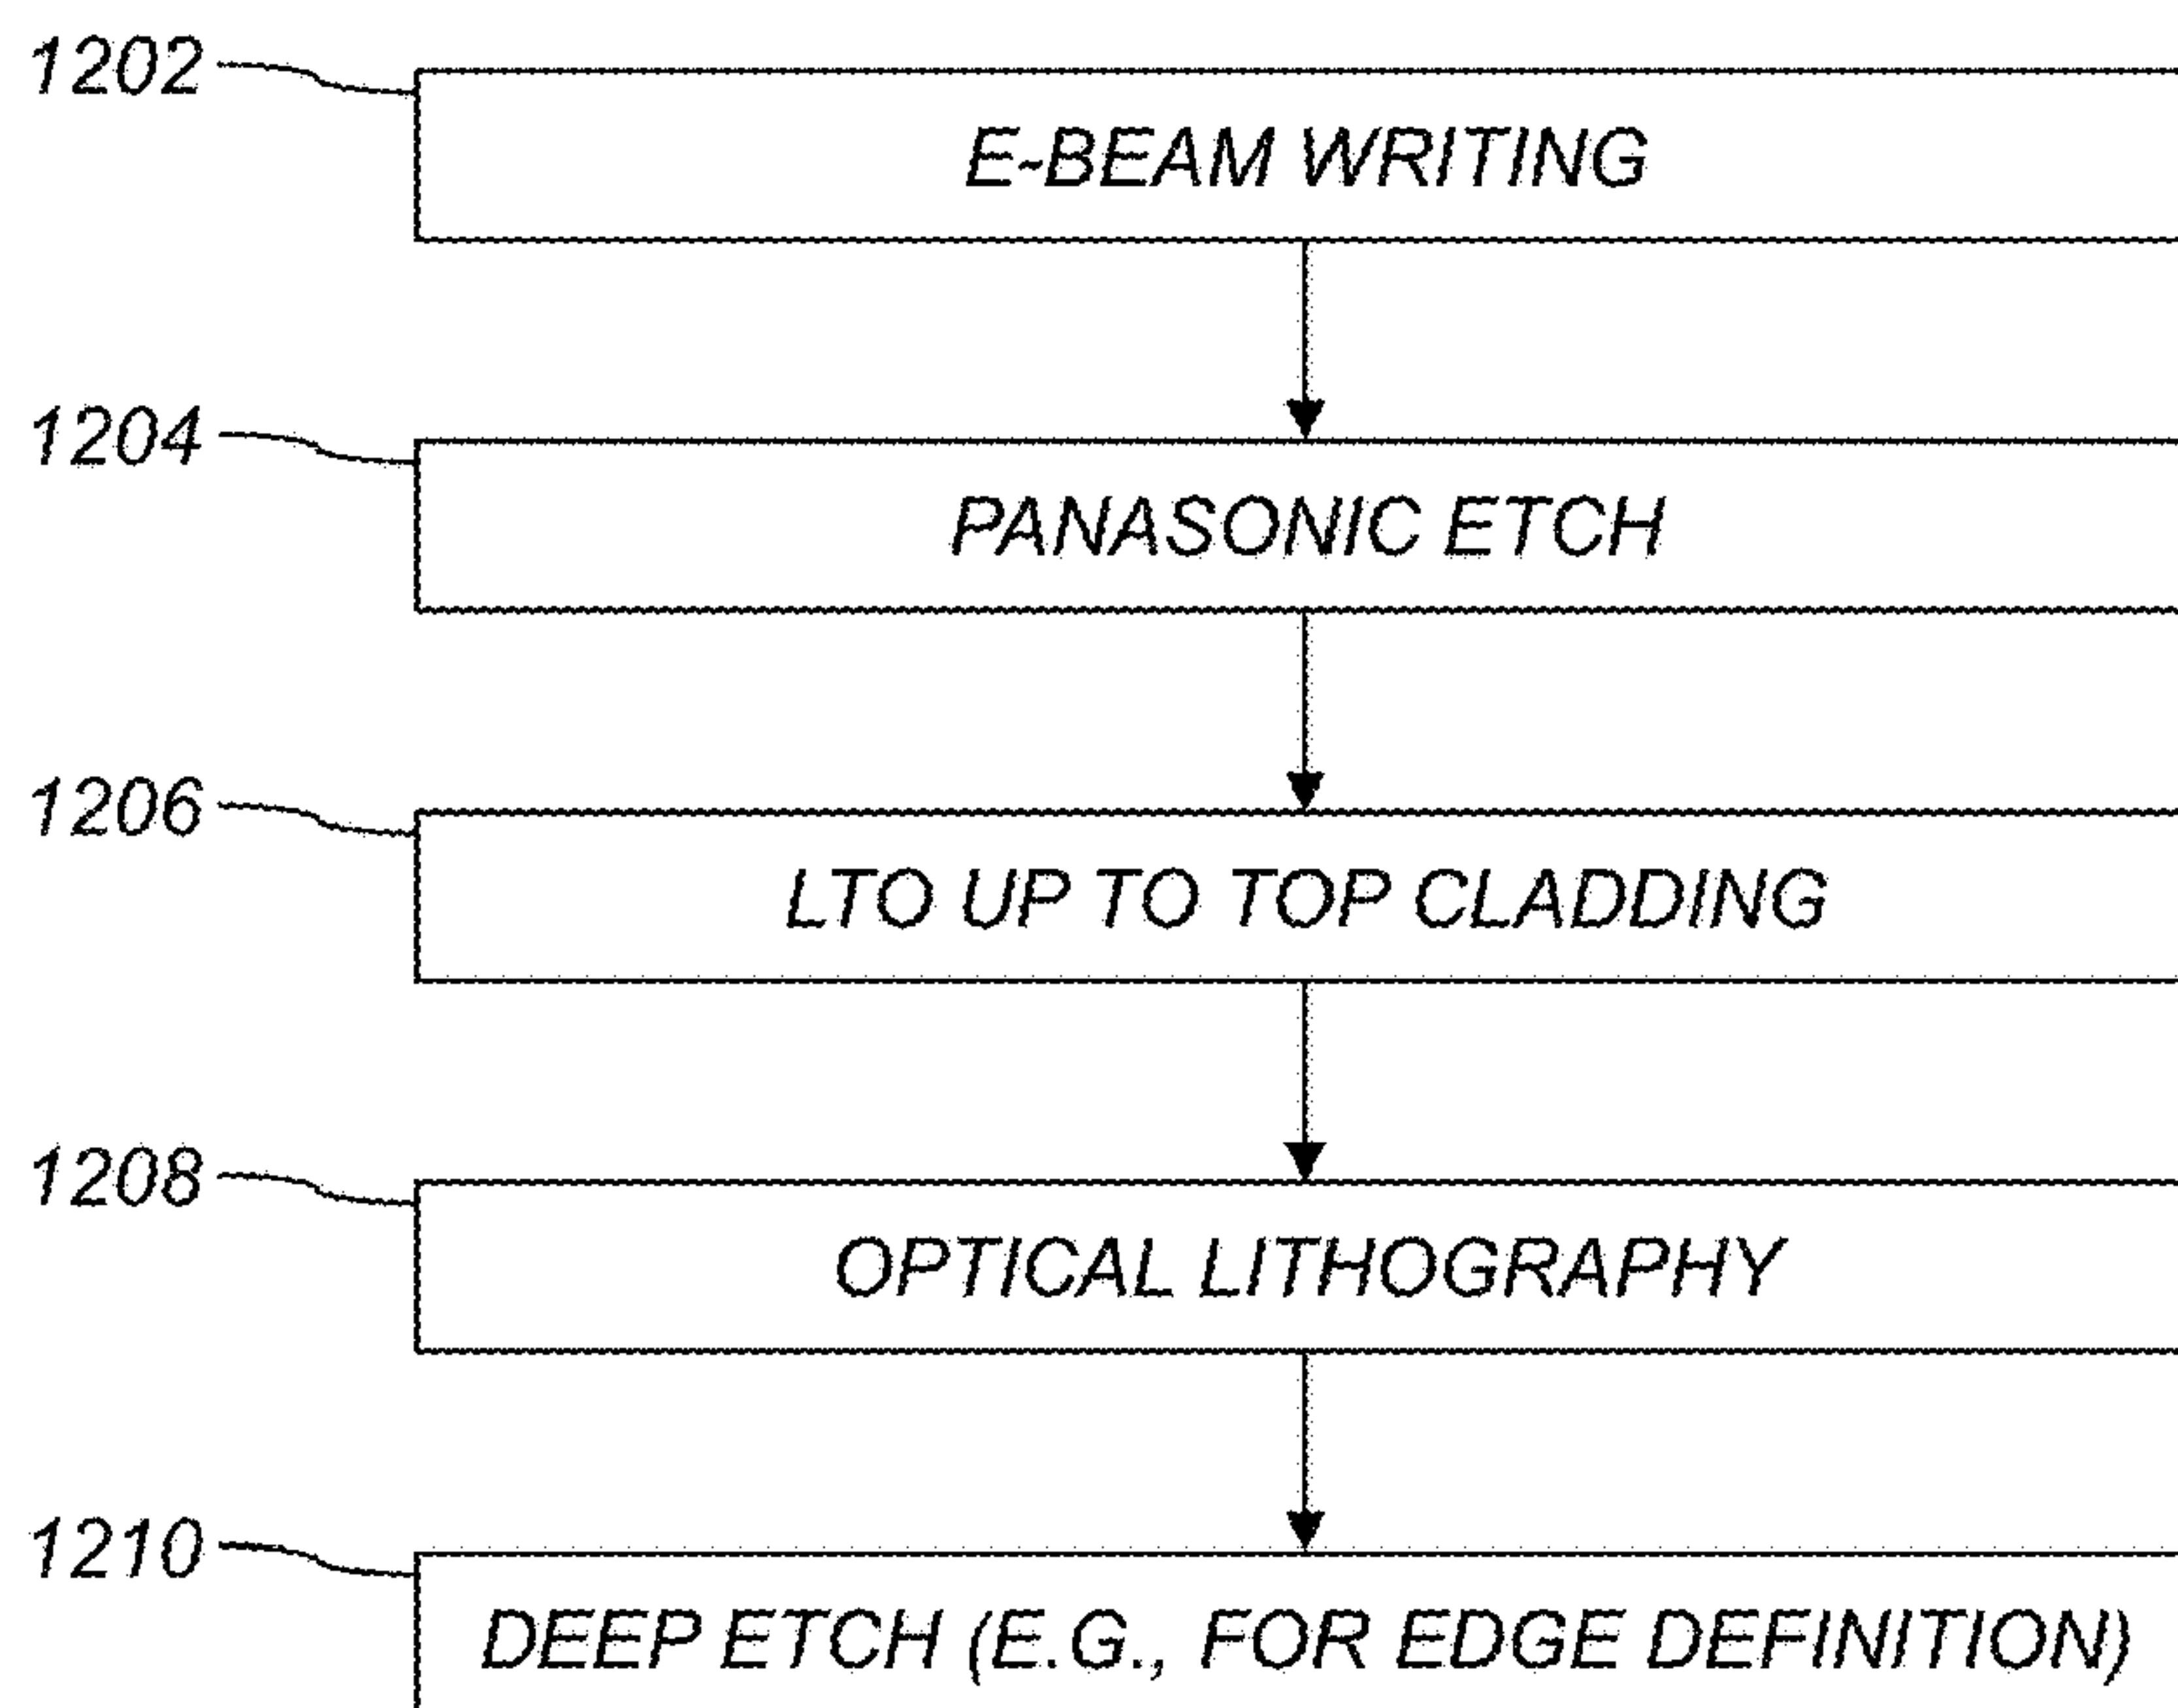 1202
E-BEAM WRITING
1204
PANASONIC ETCH
1206
LTO UP TO TOP CLADDING
1208
OPTICAL LITHOGRAPHY
1210
DEEP ETCH (E.G., FOR EDGE DEFINITION)